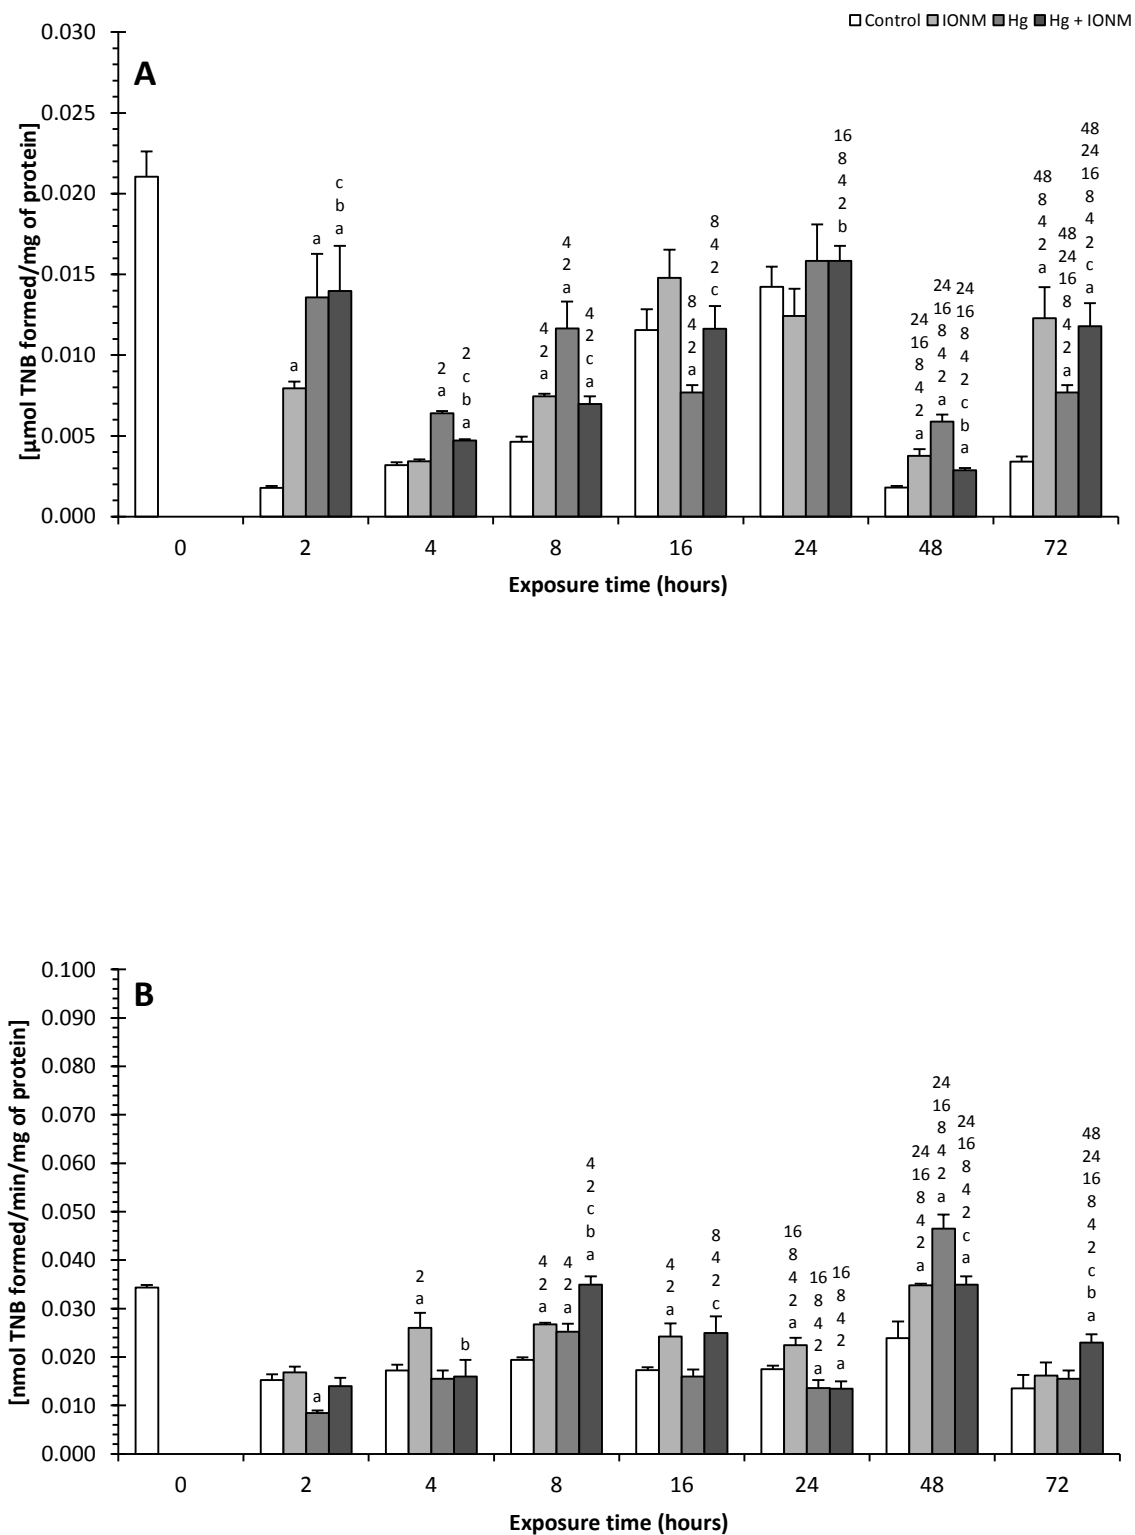 Control IONM Hg Hg + IONM
A
[µmol TNB formed/mg of protein]
0.030
0.025
0.020
0.015
0.010
0.005
0.000
a
a
c
b
a
2
a
2
c
b
a
4
2
a
4
2
a
4
2
c
a
8
4
2
a
8
4
2
c
16
8
4
2
b
24
16
8
4
2
a
24
16
8
4
2
a
24
16
8
4
2
c
b
a
48
8
4
2
a
48
24
16
8
4
2
a
48
24
16
8
4
2
c
a
0 2 4 8 16 24 48 72
Exposure time (hours)
B
[nmol TNB formed/min/mg of protein]
0.100
0.090
0.080
0.070
0.060
0.050
0.040
0.030
0.020
0.010
0.000
a
2
a
b
4
2
a
4
2
a
4
2
c
b
a
4
2
a
8
4
2
c
16
8
4
2
a
16
8
4
2
a
16
8
4
2
a
24
16
8
4
2
a
24
16
8
4
2
a
24
16
8
4
2
c
a
48
24
16
8
4
2
c
b
a
0 2 4 8 16 24 48 72
Exposure time (hours)